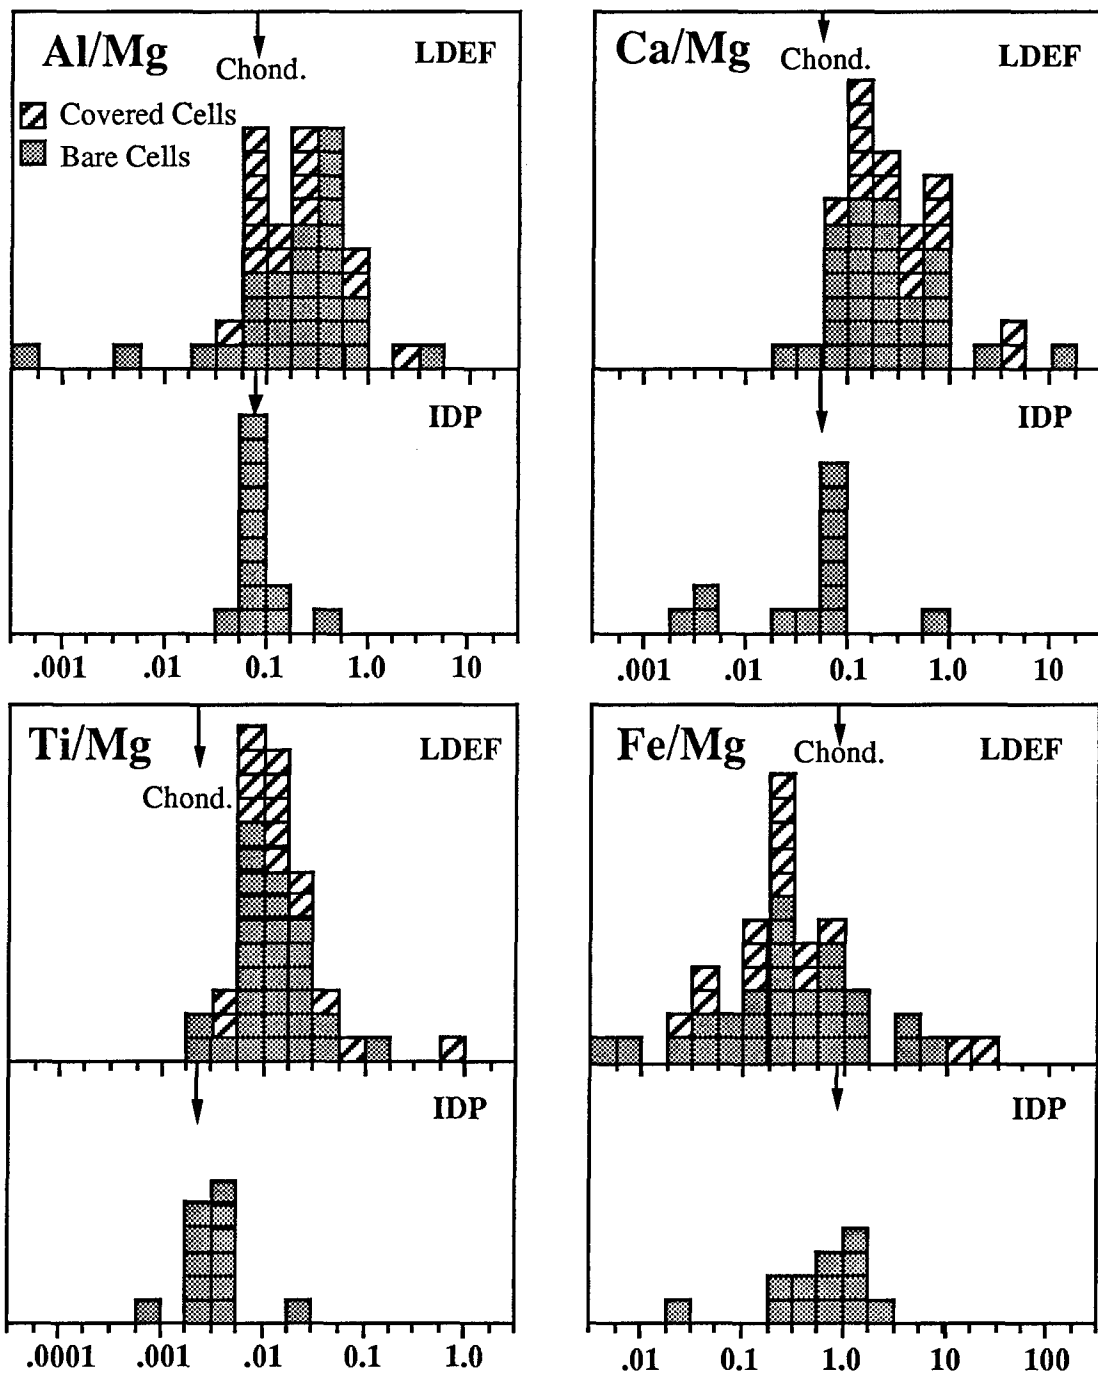 Al/Mg
LDEF
Chond.
Covered Cells
Bare Cells
IDP
.001 .01 0.1 1.0 10
Ca/Mg
LDEF
Chond.
IDP
.001 .01 0.1 1.0 10
Ti/Mg
LDEF
Chond.
IDP
.0001 .001 .01 0.1 1.0
Fe/Mg
LDEF
Chond.
IDP
.01 0.1 1.0 10 100